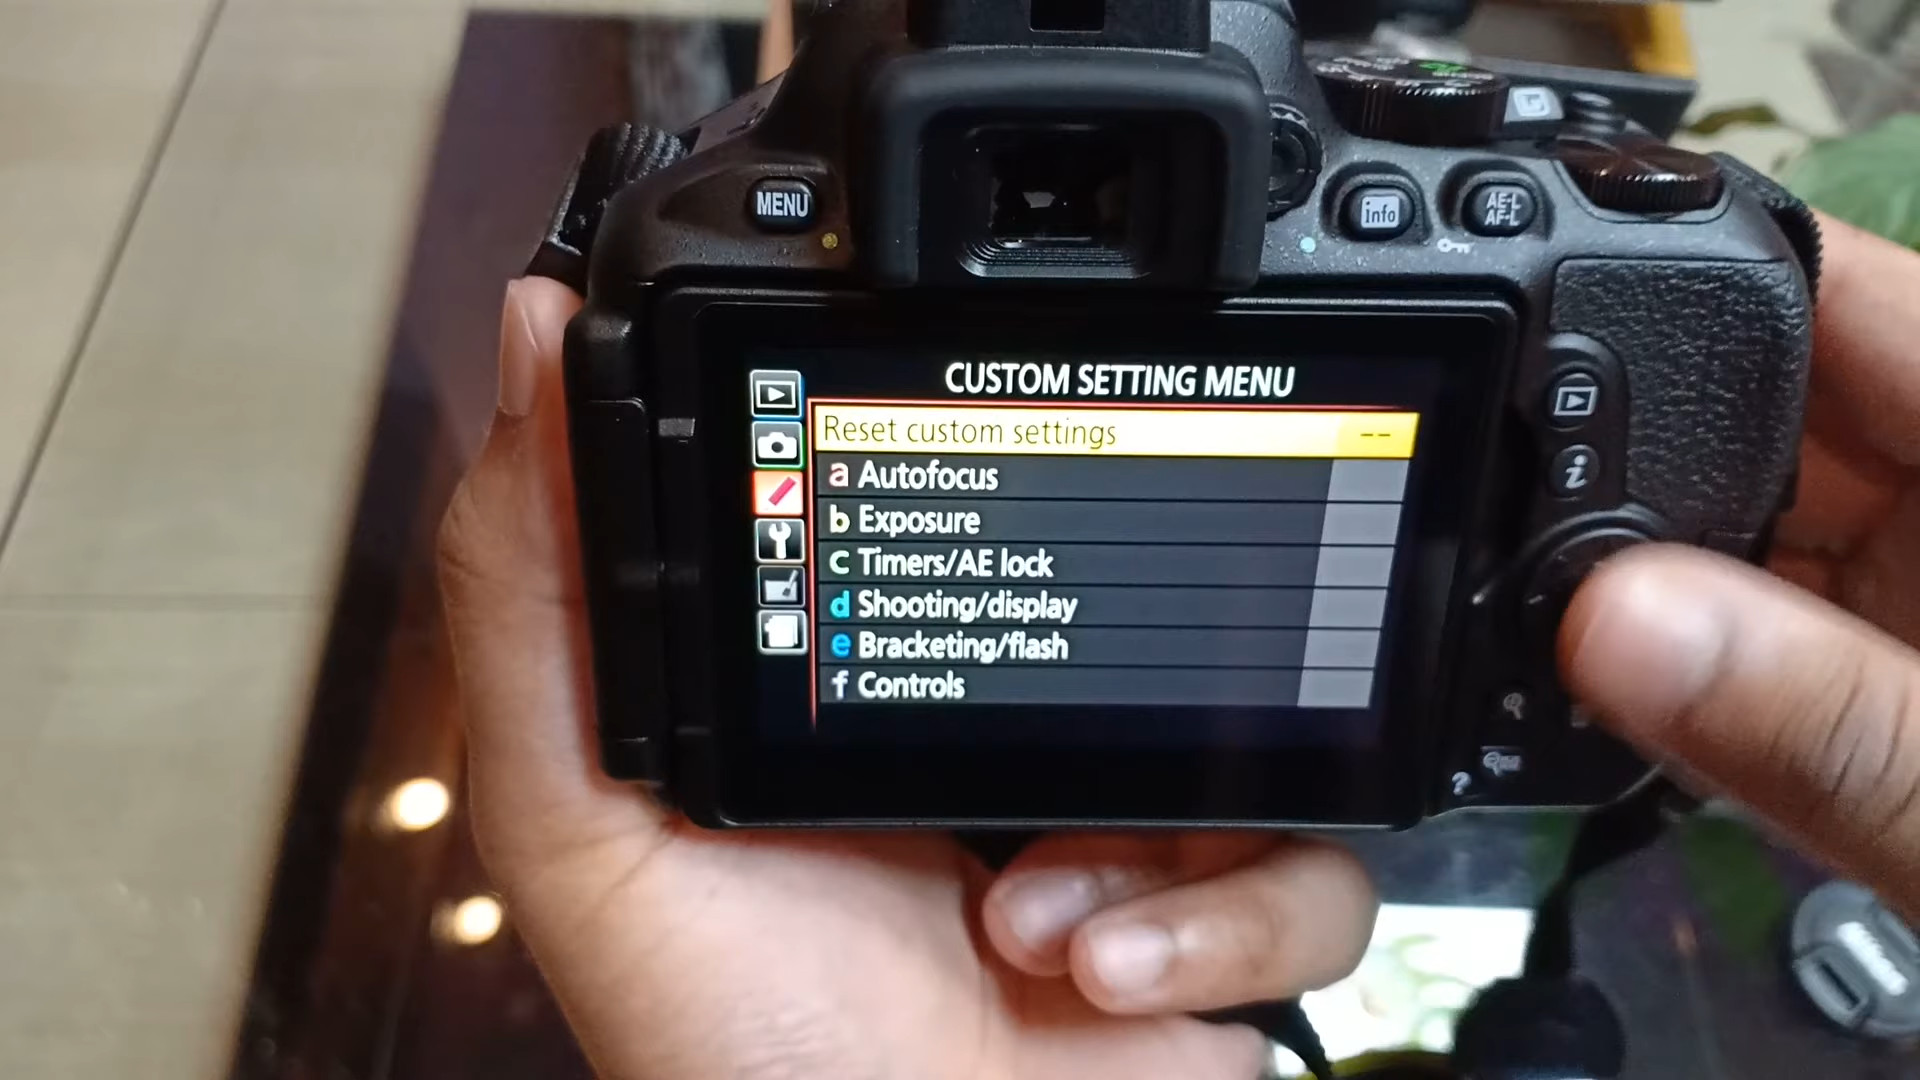 MENU
info
AE-L
AF-L
CUSTOM SETTING MENU
Reset custom settings --
a Autofocus
b Exposure
c Timers/AE lock
d Shooting/display
e Bracketing/flash
f Controls
i
?
Nikon